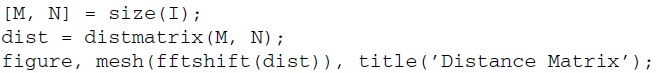 [M, N] = size(I);
dist = distmatrix(M, N);
figure, mesh(fftshift(dist)), title(’Distance Matrix’);